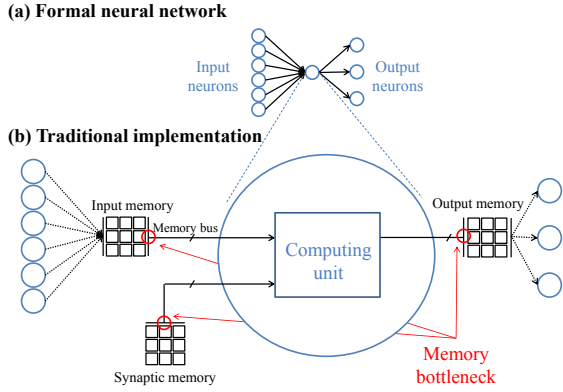 (a) Formal neural network
Input
neurons
Output
neurons
(b) Traditional implementation
Input memory
Memory bus
Output memory
Computing
unit
Synaptic memory
Memory
bottleneck